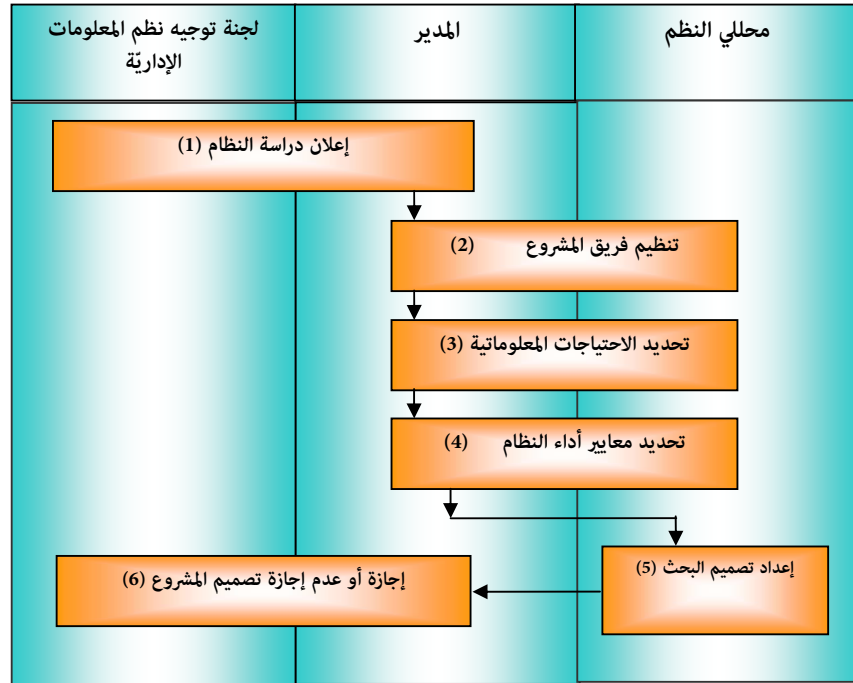 محللي النظم
المدير
لجنة توجيه نظم المعلومات
الإداريّة
إعلان دراسة النظام (1)
تنظيم فريق المشروع (2)
تحديد الاحتياجات المعلوماتية (3)
تحديد معايير أداء النظام (4)
إعداد تصميم البحث (5)
إجازة أو عدم إجازة تصميم المشروع (6)